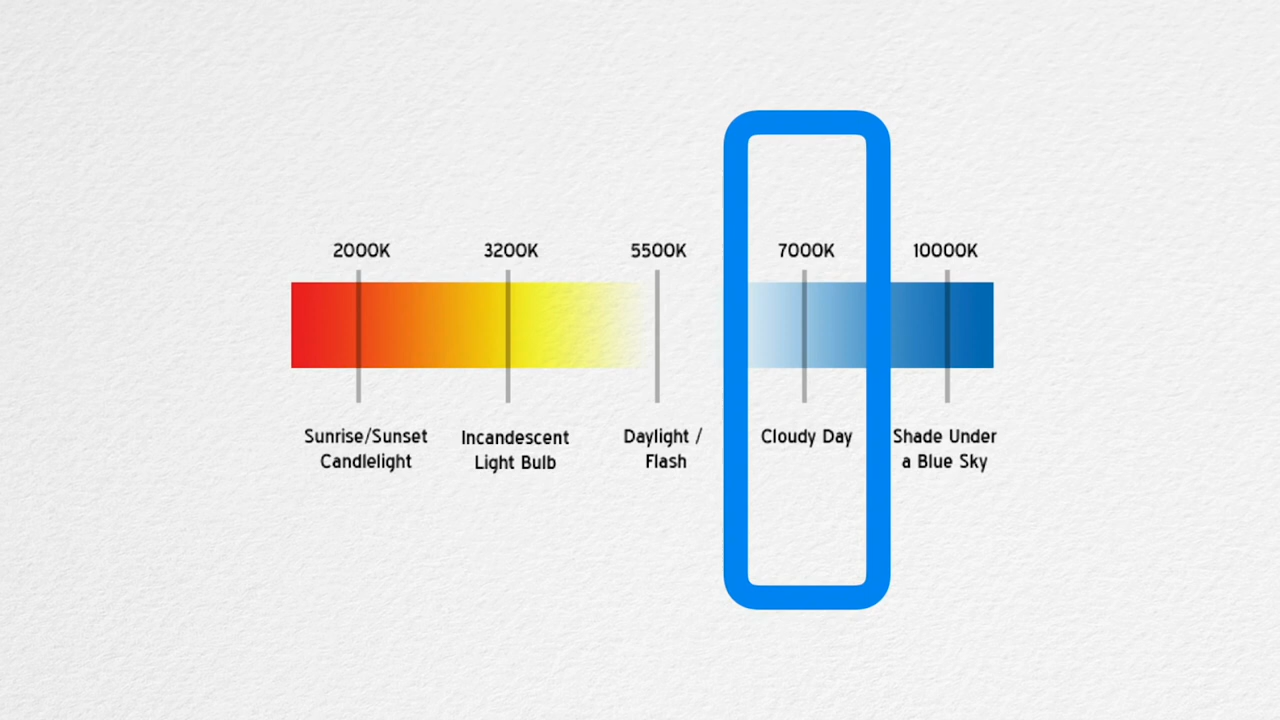 2000K
3200K
5500K
7000K
10000K
Sunrise/Sunset
Candlelight
Incandescent
Light Bulb
Daylight /
Flash
Cloudy Day
Shade Under
a Blue Sky